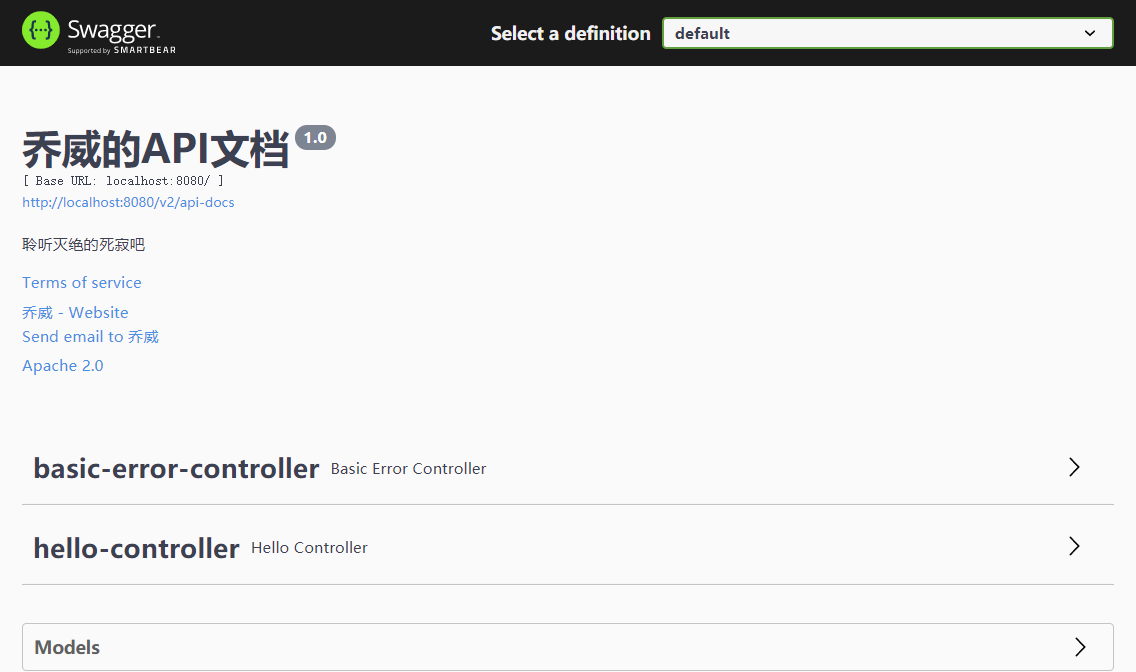 Swagger
Supported by SMARTBEAR
Select a definition
default
乔威的API文档 1.0
[ Base URL: localhost:8080/ ]
http://localhost:8080/v2/api-docs
聆听灭绝的死寂吧
Terms of service
乔威 - Website
Send email to 乔威
Apache 2.0
basic-error-controller Basic Error Controller
hello-controller Hello Controller
Models